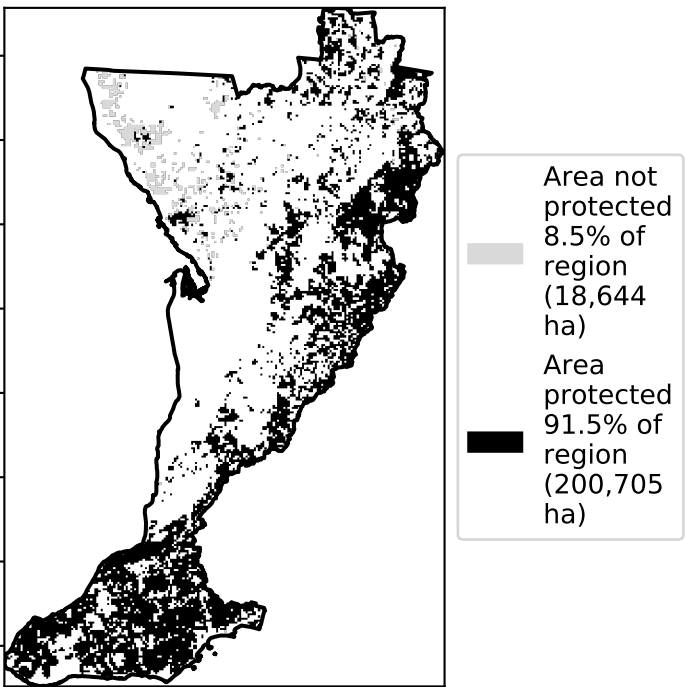 Area not
protected
8.5% of
region
(18,644
ha)
Area
protected
91.5% of
region
(200,705
ha)